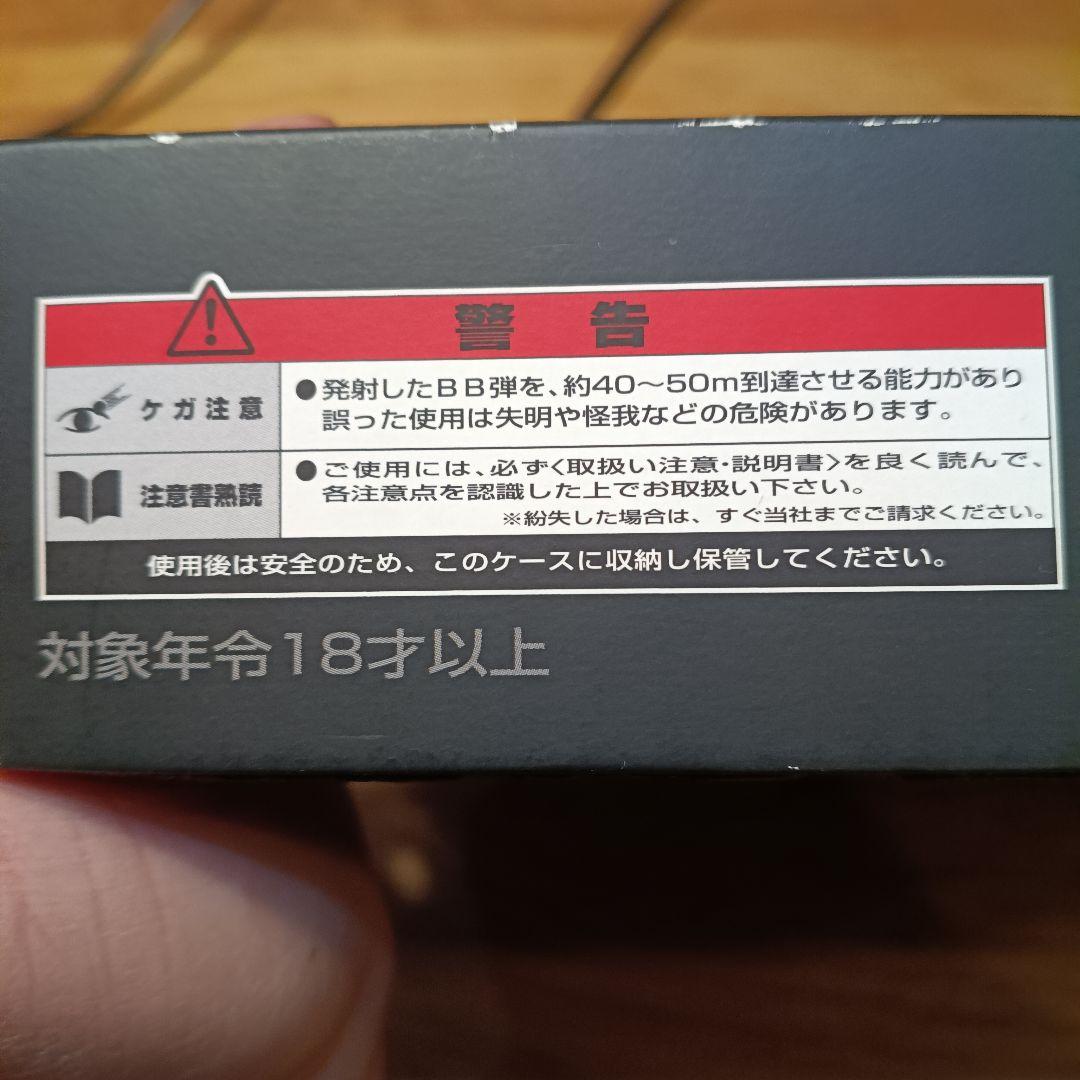 警告
ケガ注意
●発射したBB弾を、約40〜50m到達させる能力があり
誤った使用は失明や怪我などの危険があります。
注意書熟読
●ご使用には、必ず<取扱い注意・説明書>を良く読んで、
各注意点を認識した上でお取扱い下さい。
※紛失した場合は、すぐ当社までご請求ください。
使用後は安全のため、このケースに収納し保管してください。
対象年令18才以上